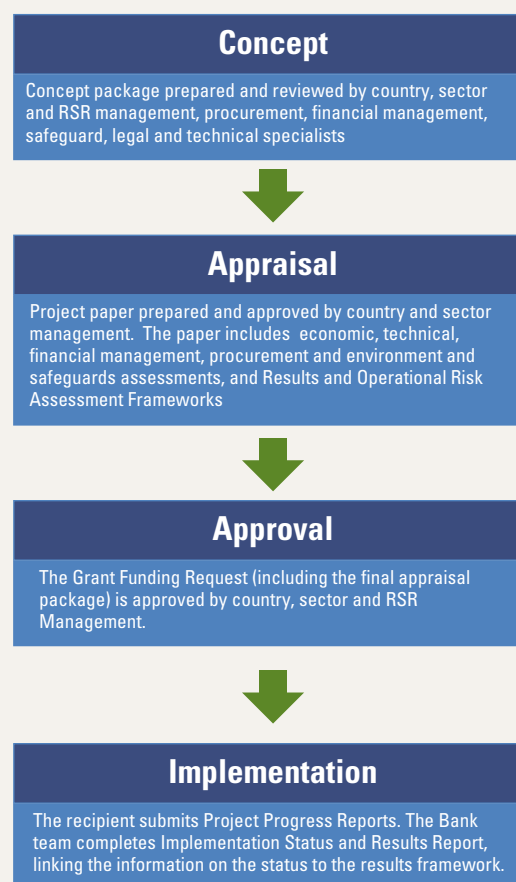 Concept
Concept package prepared and reviewed by country, sector
and RSR management, procurement, financial management,
safeguard, legal and technical specialists
Appraisal
Project paper prepared and approved by country and sector
management. The paper includes economic, technical,
financial management, procurement and environment and
safeguards assessments, and Results and Operational Risk
Assessment Frameworks
Approval
The Grant Funding Request (including the final appraisal
package) is approved by country, sector and RSR
Management.
Implementation
The recipient submits Project Progress Reports. The Bank
team completes Implementation Status and Results Report,
linking the information on the status to the results framework.